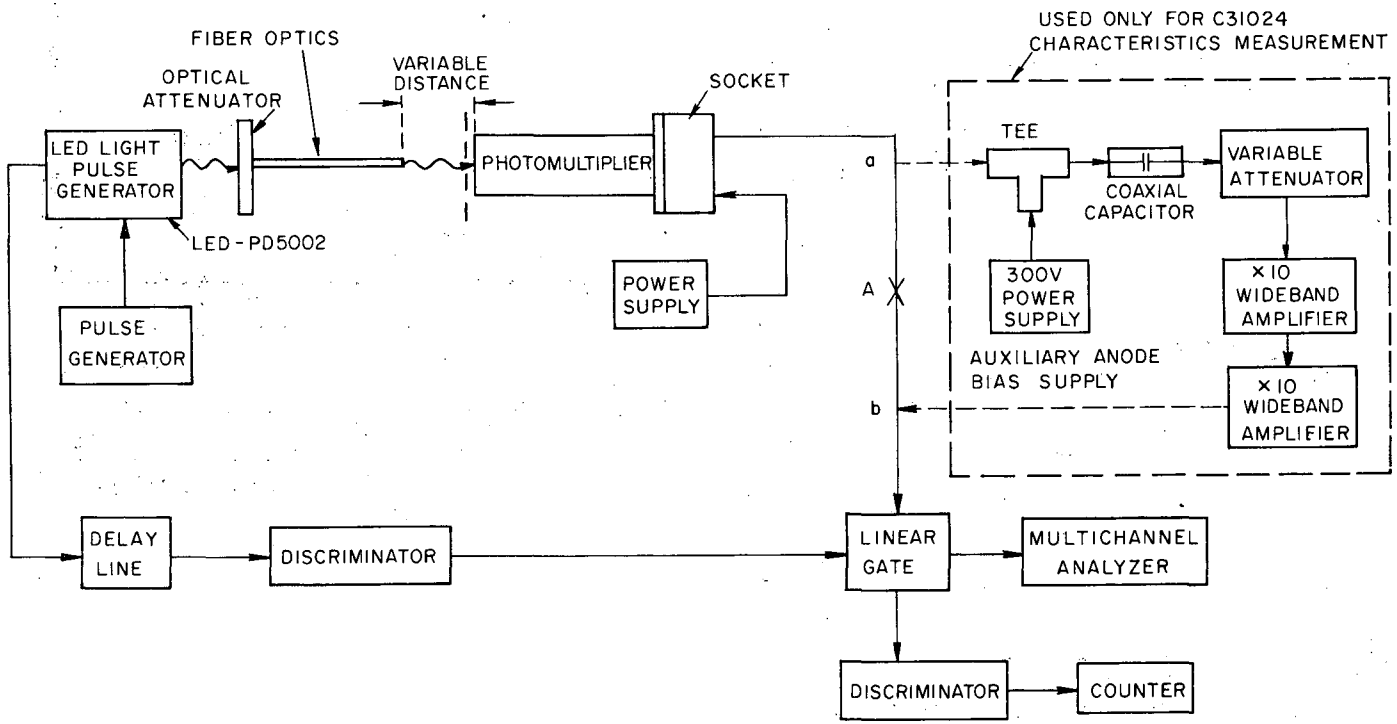 USED ONLY FOR C31024
CHARACTERISTICS MEASUREMENT
FIBER OPTICS
OPTICAL
ATTENUATOR
VARIABLE
DISTANCE
SOCKET
LED LIGHT
PULSE
GENERATOR
PHOTOMULTIPLIER
a
TEE
COAXIAL
CAPACITOR
VARIABLE
ATTENUATOR
LED-PD5002
POWER
SUPPLY
A
300V
POWER
SUPPLY
×10
WIDEBAND
AMPLIFIER
PULSE
GENERATOR
AUXILIARY ANODE
BIAS SUPPLY
b
×10
WIDEBAND
AMPLIFIER
DELAY
LINE
DISCRIMINATOR
LINEAR
GATE
MULTICHANNEL
ANALYZER
DISCRIMINATOR
COUNTER